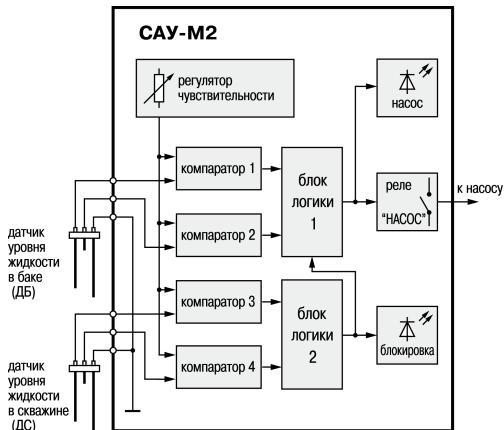 САУ-М2
регулятор
чувствительности
насос
компаратор 1
блок
логики
1
реле
"НАСОС"
к насосу
компаратор 2
датчик
уровня
жидкости
в баке
(ДБ)
компаратор 3
блок
логики
2
блокировка
компаратор 4
датчик
уровня
жидкости
в скважине
(ДС)